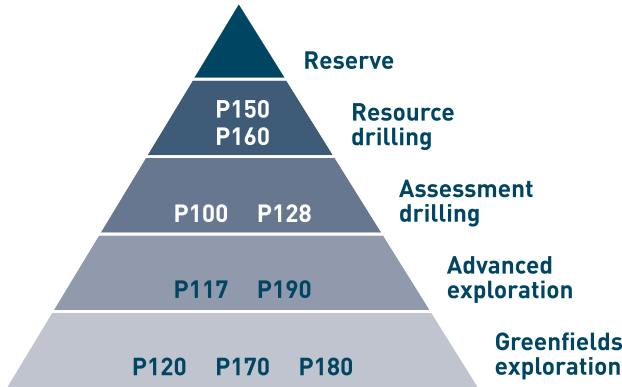 Reserve
P150
P160
Resource
drilling
P100 P128
Assessment
drilling
P117 P190
Advanced
exploration
P120 P170 P180
Greenfields
exploration